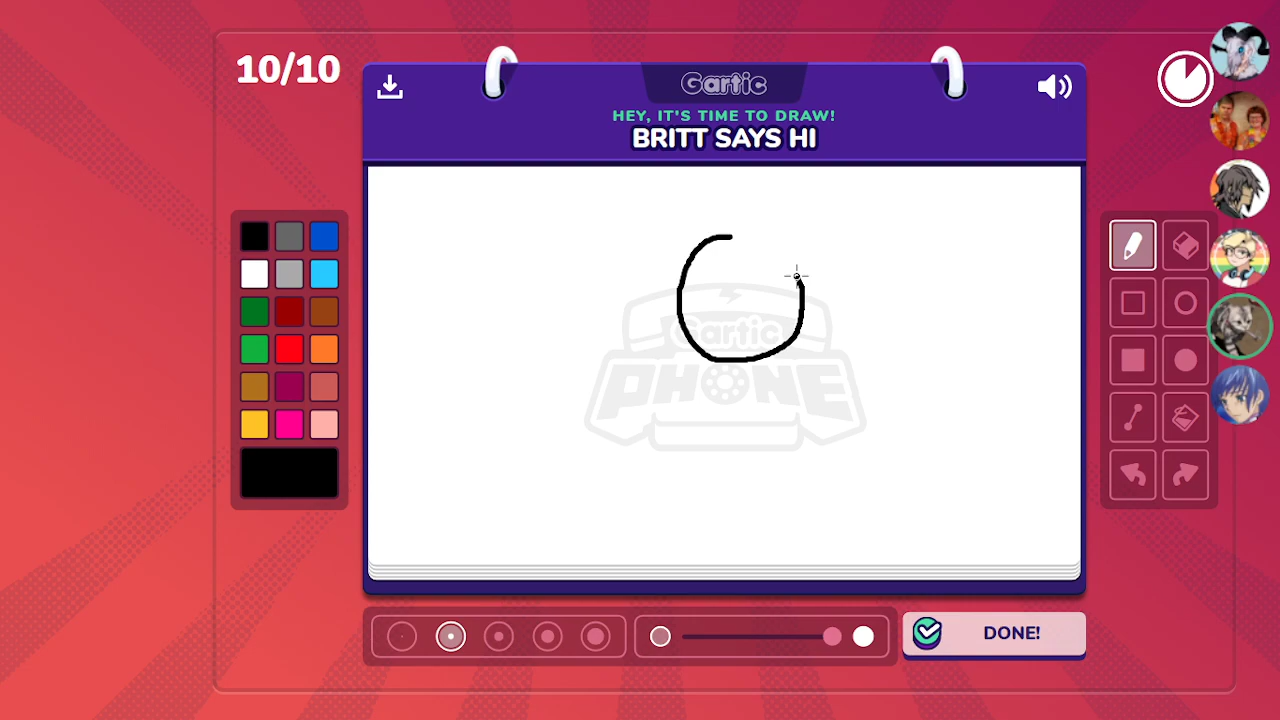 10/10
Gartic
HEY, IT'S TIME TO DRAW!
BRITT SAYS HI
Gartic
PHONE
DONE!